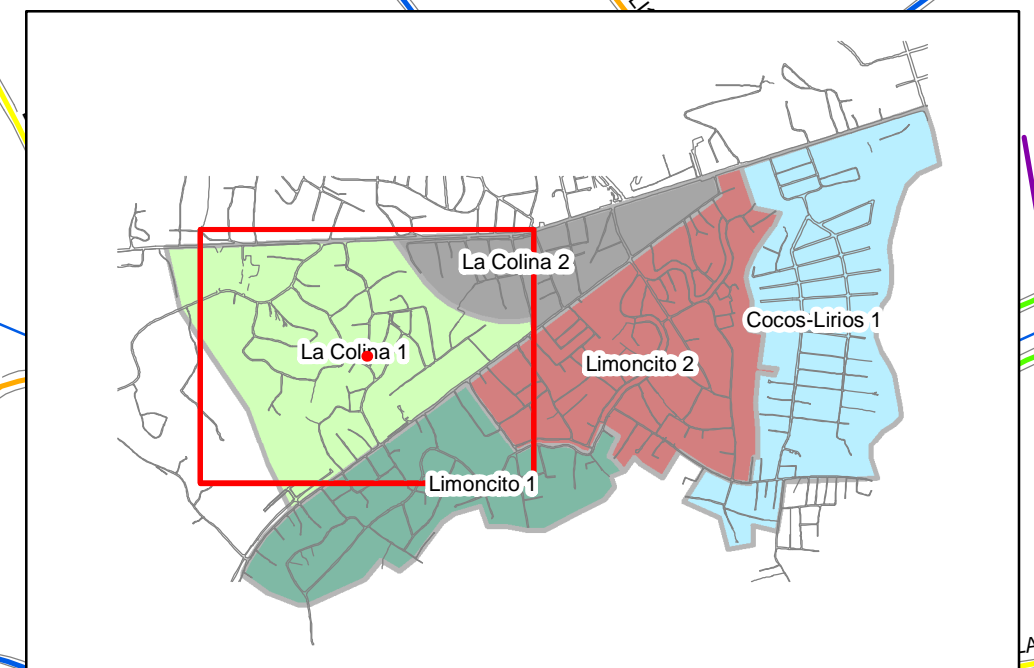 La Colina 2
Cocos-Lirios 1
La Colina 1
Limoncito 2
Limoncito 1